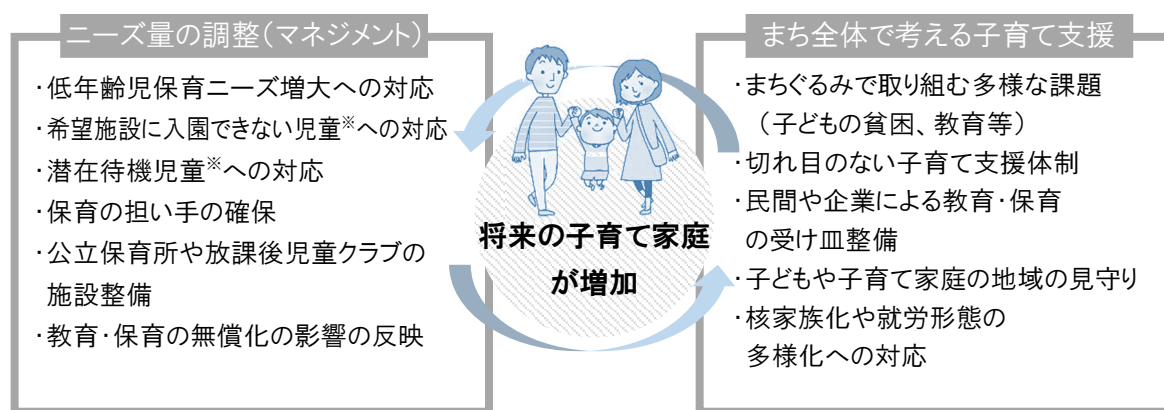 ニーズ量の調整（マネジメント）
・低年齢児保育ニーズ増大への対応
・希望施設に入園できない児童※への対応
・潜在待機児童※への対応
・保育の担い手の確保
・公立保育所や放課後児童クラブの
施設整備
・教育・保育の無償化の影響の反映
将来の子育て家庭
が増加
まち全体で考える子育て支援
・まちぐるみで取り組む多様な課題
（子どもの貧困、教育等）
・切れ目のない子育て支援体制
・民間や企業による教育・保育
の受け皿整備
・子どもや子育て家庭の地域の見守り
・核家族化や就労形態の
多様化への対応